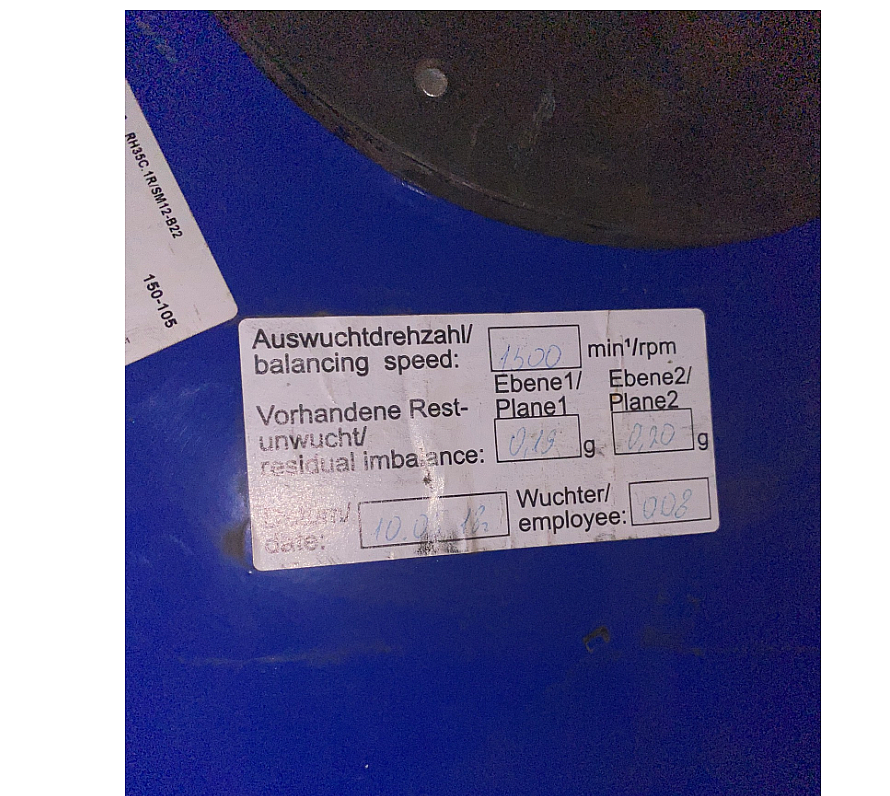 RH35C.1R/SM12-B22
150-105
Auswuchtdrehzahl/
balancing speed: 1500 min¹/rpm
Ebene1/ Ebene2/
Plane1 Plane2
Vorhandene Rest-
unwucht/
residual imbalance: g 0,20 g
Datum/
date:
Wuchter/
employee: 008